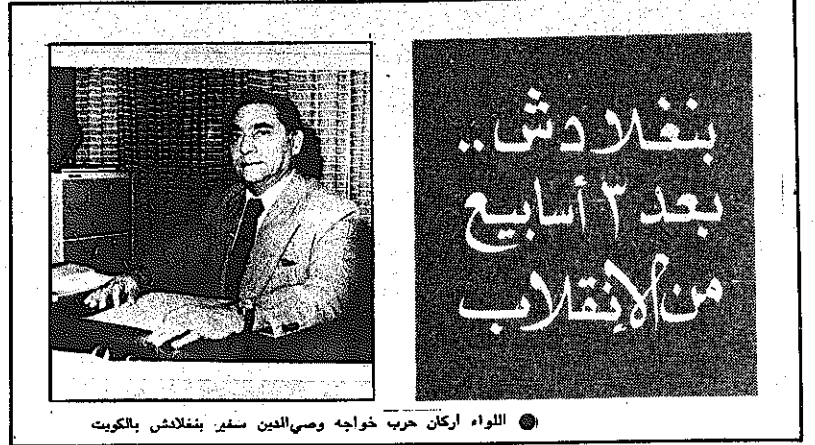 بنغلادش..
بعد ٣ أسابيع
من الإنقلاب
اللواء اركان حرب خواجه وصي الدين سفير بنغلادش بالكويت